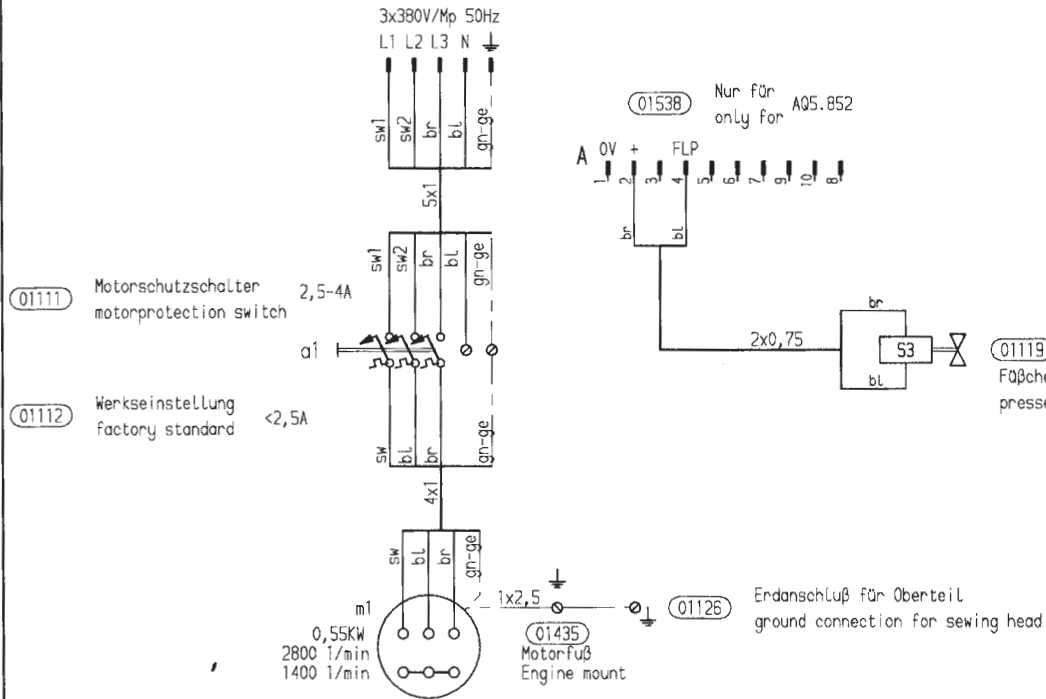 3x380V/Mp 50Hz
L1 L2 L3 N
sw1 sw2 br bl gn-ge
5x1
sw1 sw2 br bl gn-ge
01111 Motorschutzschalter 2,5-4A
motorprotection switch
a1
01112 Werkseinstellung <2,5A
factory standard
sw bl br gn-ge
4x1
sw bl br gn-ge
m1
0,55KW
2800 1/min
1400 1/min
1x2,5
01435
Motorfuß
Engine mount
01126 Erdanschluß für Oberteil
ground connection for sewing head
01538 Nur für AQ5.852
only for
A 0V + FLP
1 2 3 4 5 6 7 9 10 8
br bl
2x0,75
br
S3
bl
01119
Füßche
presse